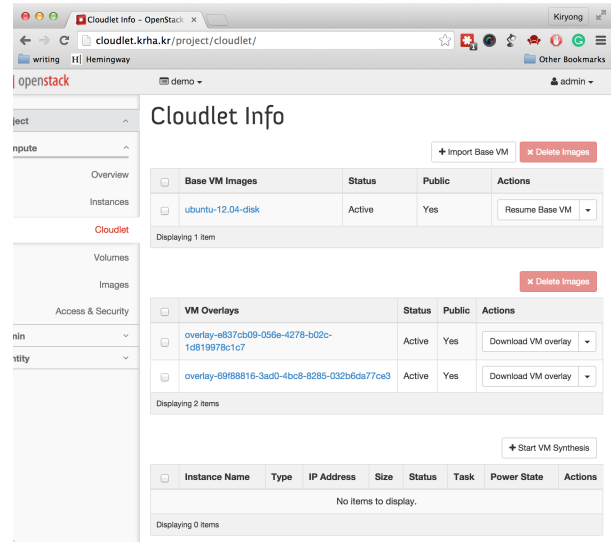 Cloudlet Info – OpenStack
Kiryong
cloudlet.krha.kr/project/cloudlet/
writing
H Hemingway
Other Bookmarks
openstack
demo
admin
ject
Cloudlet Info
mpute
Import Base VM
Delete Images
Overview
Instances
Cloudlet
Volumes
Images
Access & Security
nin
ntity
Base VM Images Status Public Actions
ubuntu-12.04-disk Active Yes Resume Base VM
Displaying 1 item
Delete Images
VM Overlays Status Public Actions
overlay-e837cb09-056e-4278-b02c-
1d819978c1c7 Active Yes Download VM overlay
overlay-69f88816-3ad0-4bc8-8285-032b6da77ce3 Active Yes Download VM overlay
Displaying 2 items
Start VM Synthesis
Instance Name Type IP Address Size Status Task Power State Actions
No items to display.
Displaying 0 items